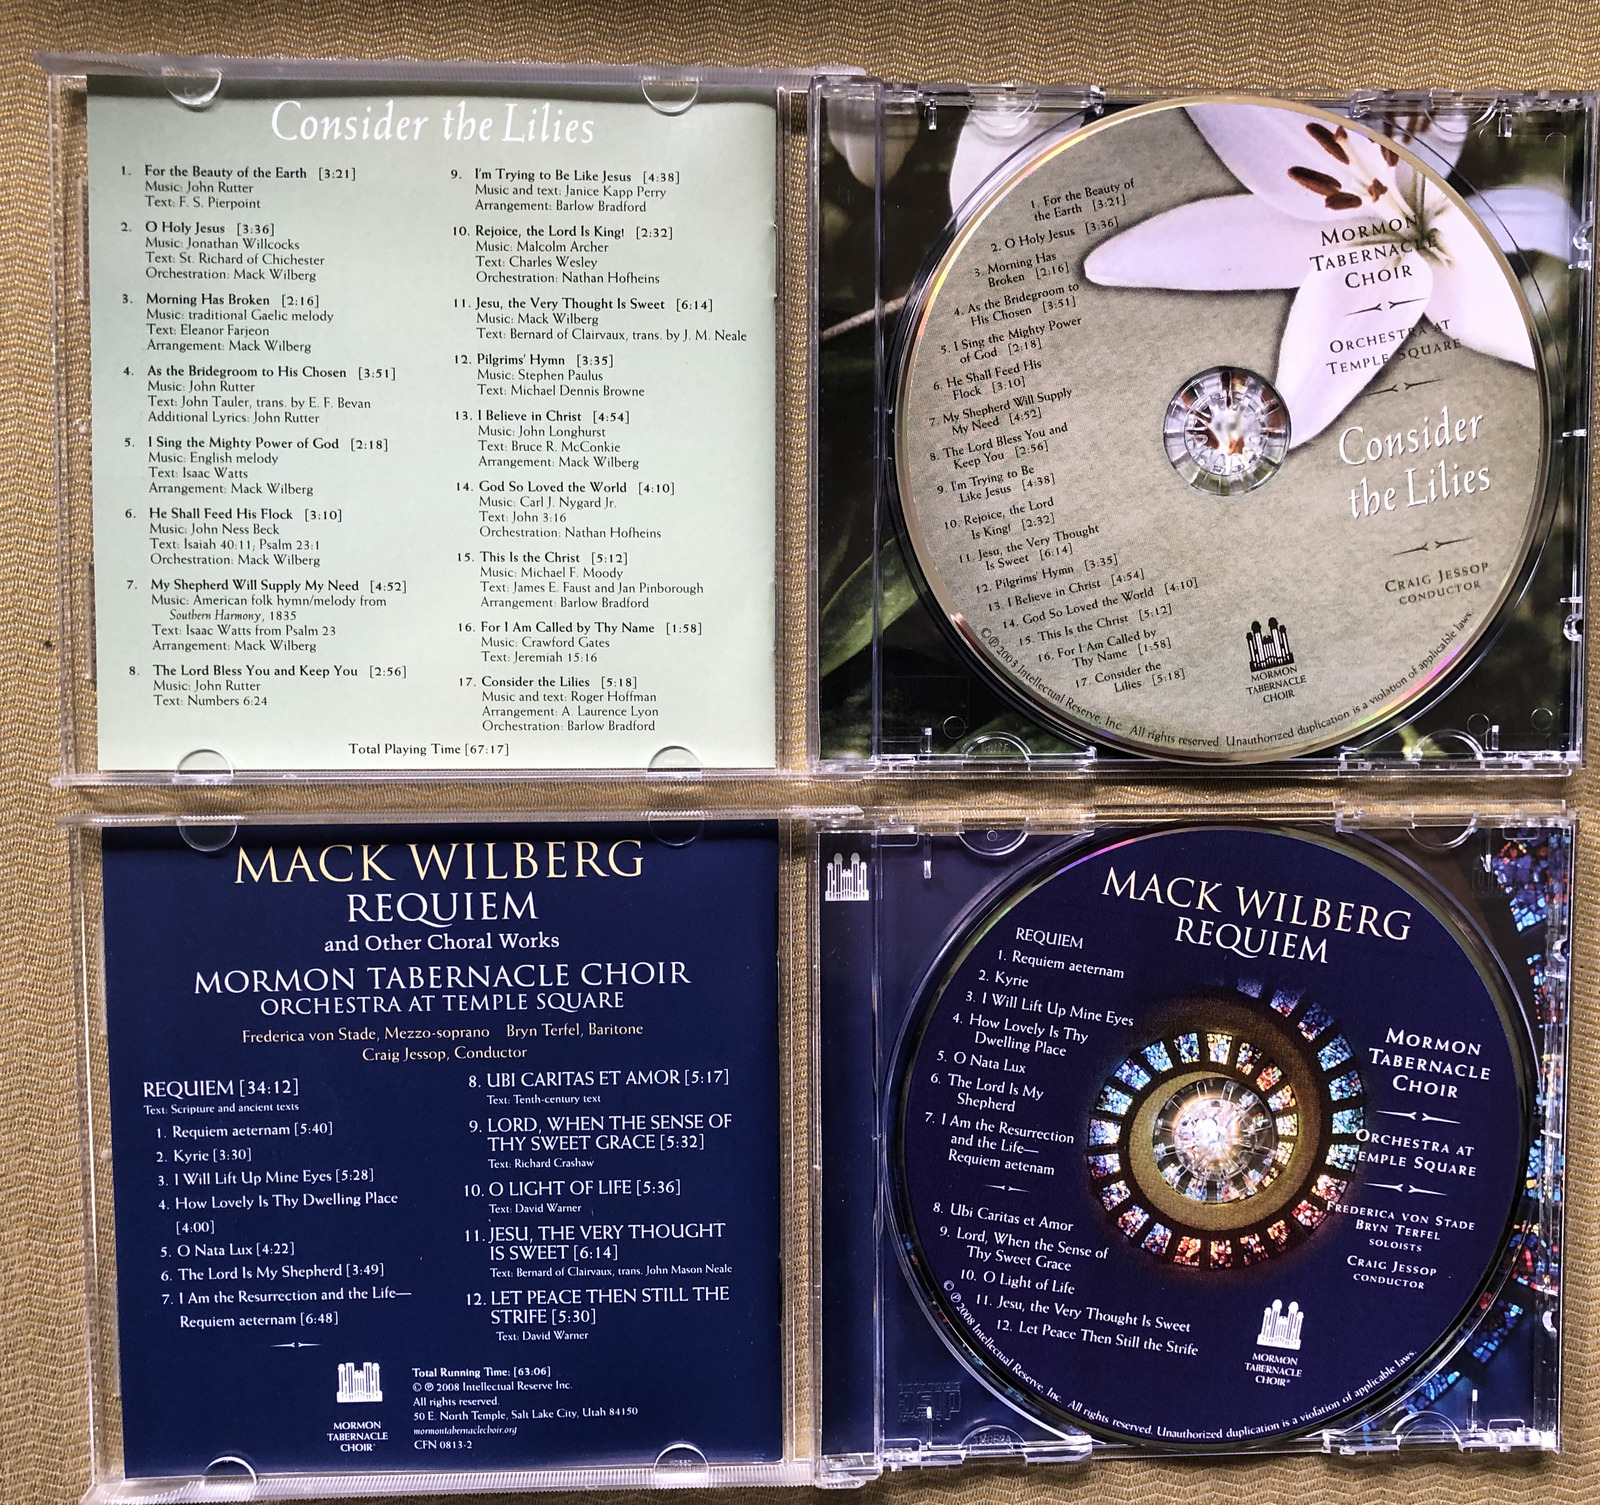 Consider the Lilies
1. For the Beauty of the Earth [3:21]
Music: John Rutter
Text: F. S. Pierpoint
2. O Holy Jesus [3:36]
Music: Jonathan Willcocks
Text: St. Richard of Chichester
Orchestration: Mack Wilberg
3. Morning Has Broken [2:16]
Music: traditional Gaelic melody
Text: Eleanor Farjeon
Arrangement: Mack Wilberg
4. As the Bridegroom to His Chosen [3:51]
Music: John Rutter
Text: John Tauler, trans. by E. F. Bevan
Additional Lyrics: John Rutter
5. I Sing the Mighty Power of God [2:18]
Music: English melody
Text: Isaac Watts
Arrangement: Mack Wilberg
6. He Shall Feed His Flock [3:10]
Music: John Ness Beck
Text: Isaiah 40:11; Psalm 23:1
Orchestration: Mack Wilberg
7. My Shepherd Will Supply My Need [4:52]
Music: American folk hymn/melody from
Southern Harmony, 1835
Text: Isaac Watts from Psalm 23
Arrangement: Mack Wilberg
8. The Lord Bless You and Keep You [2:56]
Music: John Rutter
Text: Numbers 6:24
9. I'm Trying to Be Like Jesus [4:38]
Music and text: Janice Kapp Perry
Arrangement: Barlow Bradford
10. Rejoice, the Lord Is King! [2:32]
Music: Malcolm Archer
Text: Charles Wesley
Orchestration: Nathan Hofheins
11. Jesu, the Very Thought Is Sweet [6:14]
Music: Mack Wilberg
Text: Bernard of Clairvaux, trans. by J. M. Neale
12. Pilgrims' Hymn [3:35]
Music: Stephen Paulus
Text: Michael Dennis Browne
13. I Believe in Christ [4:54]
Music: John Longhurst
Text: Bruce R. McConkie
Arrangement: Mack Wilberg
14. God So Loved the World [4:10]
Music: Carl J. Nygard Jr.
Text: John 3:16
Orchestration: Nathan Hofheins
15. This Is the Christ [5:12]
Music: Michael F. Moody
Text: James E. Faust and Jan Pinborough
Arrangement: Barlow Bradford
16. For I Am Called by Thy Name [1:58]
Music: Crawford Gates
Text: Jeremiah 15:16
17. Consider the Lilies [5:18]
Music and text: Roger Hoffman
Arrangement: A. Laurence Lyon
Orchestration: Barlow Bradford
Total Playing Time [67:17]
1. For the Beauty of
the Earth [3:21]
2. O Holy Jesus [3:36]
3. Morning Has
Broken [2:16]
4. As the Bridegroom to
His Chosen [3:51]
5. I Sing the Mighty Power
of God [2:18]
6. He Shall Feed His
Flock [3:10]
7. My Shepherd Will Supply
My Need [4:52]
8. The Lord Bless You and
Keep You [2:56]
9. I'm Trying to Be
Like Jesus [4:38]
10. Rejoice, the Lord
Is King! [2:32]
11. Jesu, the Very Thought
Is Sweet [6:14]
12. Pilgrims' Hymn [3:35]
13. I Believe in Christ [4:54]
14. God So Loved the World [4:10]
15. This Is the Christ [5:12]
16. For I Am Called by
Thy Name [1:58]
17. Consider the
Lilies [5:18]
MORMON
TABERNACLE
CHOIR
ORCHESTRA AT
TEMPLE SQUARE
Consider
the Lilies
CRAIG JESSOP
CONDUCTOR
MORMON
TABERNACLE
CHOIR
© ℗ 2003 Intellectual Reserve, Inc. All rights reserved. Unauthorized duplication is a violation of applicable laws.
MACK WILBERG
REQUIEM
and Other Choral Works
MORMON TABERNACLE CHOIR
ORCHESTRA AT TEMPLE SQUARE
Frederica von Stade, Mezzo-soprano Bryn Terfel, Baritone
Craig Jessop, Conductor
REQUIEM [34:12]
Text: Scripture and ancient texts
1. Requiem aeternam [5:40]
2. Kyrie [3:30]
3. I Will Lift Up Mine Eyes [5:28]
4. How Lovely Is Thy Dwelling Place
[4:00]
5. O Nata Lux [4:22]
6. The Lord Is My Shepherd [3:49]
7. I Am the Resurrection and the Life—
Requiem aeternam [6:48]
8. UBI CARITAS ET AMOR [5:17]
Text: Tenth-century text
9. LORD, WHEN THE SENSE OF
THY SWEET GRACE [5:32]
Text: Richard Crashaw
10. O LIGHT OF LIFE [5:36]
Text: David Warner
11. JESU, THE VERY THOUGHT
IS SWEET [6:14]
Text: Bernard of Clairvaux, trans. John Mason Neale
12. LET PEACE THEN STILL THE
STRIFE [5:30]
Text: David Warner
MORMON
TABERNACLE
CHOIR
Total Running Time: [63:06]
© ℗ 2008 Intellectual Reserve Inc.
All rights reserved.
50 E. North Temple, Salt Lake City, Utah 84150
mormontabernaclechoir.org
CFN 0813-2
MACK WILBERG
REQUIEM
REQUIEM
1. Requiem aeternam
2. Kyrie
3. I Will Lift Up Mine Eyes
4. How Lovely Is Thy
Dwelling Place
5. O Nata Lux
6. The Lord Is My
Shepherd
7. I Am the Resurrection
and the Life—
Requiem aetenam
8. Ubi Caritas et Amor
9. Lord, When the Sense of
Thy Sweet Grace
10. O Light of Life
11. Jesu, the Very Thought Is Sweet
12. Let Peace Then Still the Strife
MORMON
TABERNACLE
CHOIR
ORCHESTRA AT
TEMPLE SQUARE
FREDERICA VON STADE
BRYN TERFEL
SOLOISTS
CRAIG JESSOP
CONDUCTOR
MORMON
TABERNACLE
CHOIR®
© ℗ 2008 Intellectual Reserve, Inc. All rights reserved. Unauthorized duplication is a violation of applicable laws.